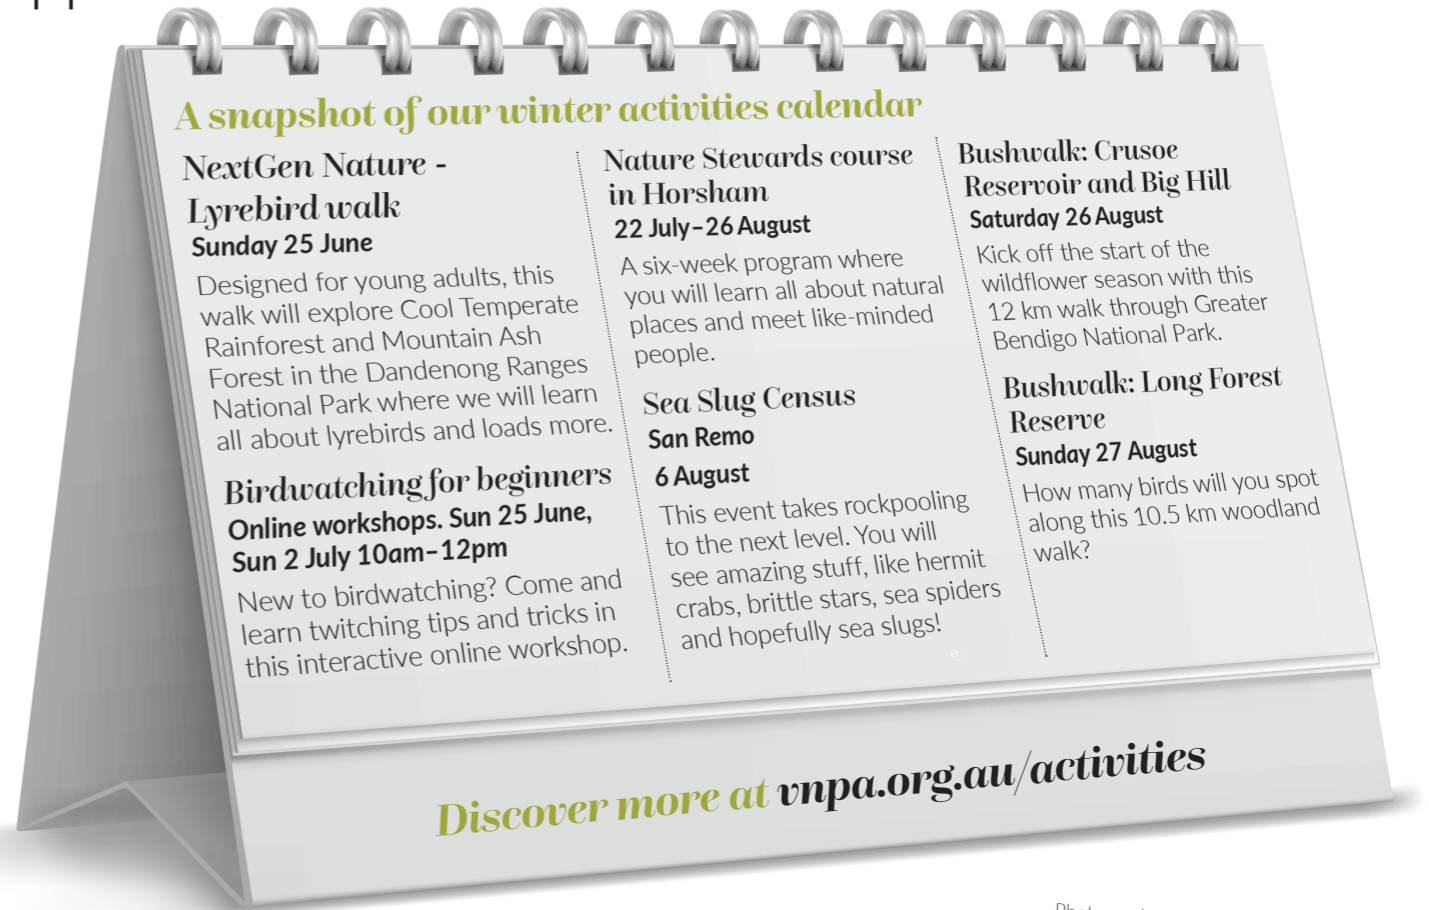 A snapshot of our winter activities calendar
NextGen Nature -
Lyrebird walk
Sunday 25 June
Designed for young adults, this
walk will explore Cool Temperate
Rainforest and Mountain Ash
Forest in the Dandenong Ranges
National Park where we will learn
all about lyrebirds and loads more.
Birdwatching for beginners
Online workshops. Sun 25 June,
Sun 2 July 10am–12pm
New to birdwatching? Come and
learn twitching tips and tricks in
this interactive online workshop.
Nature Stewards course
in Horsham
22 July–26 August
A six-week program where
you will learn all about natural
places and meet like-minded
people.
Sea Slug Census
San Remo
6 August
This event takes rockpooling
to the next level. You will
see amazing stuff, like hermit
crabs, brittle stars, sea spiders
and hopefully sea slugs!
e.
Bushwalk: Crusoe
Reservoir and Big Hill
Saturday 26 August
Kick off the start of the
wildflower season with this
12 km walk through Greater
Bendigo National Park.
Bushwalk: Long Forest
Reserve
Sunday 27 August
How many birds will you spot
along this 10.5 km woodland
walk?
Discover more at vnpa.org.au/activities